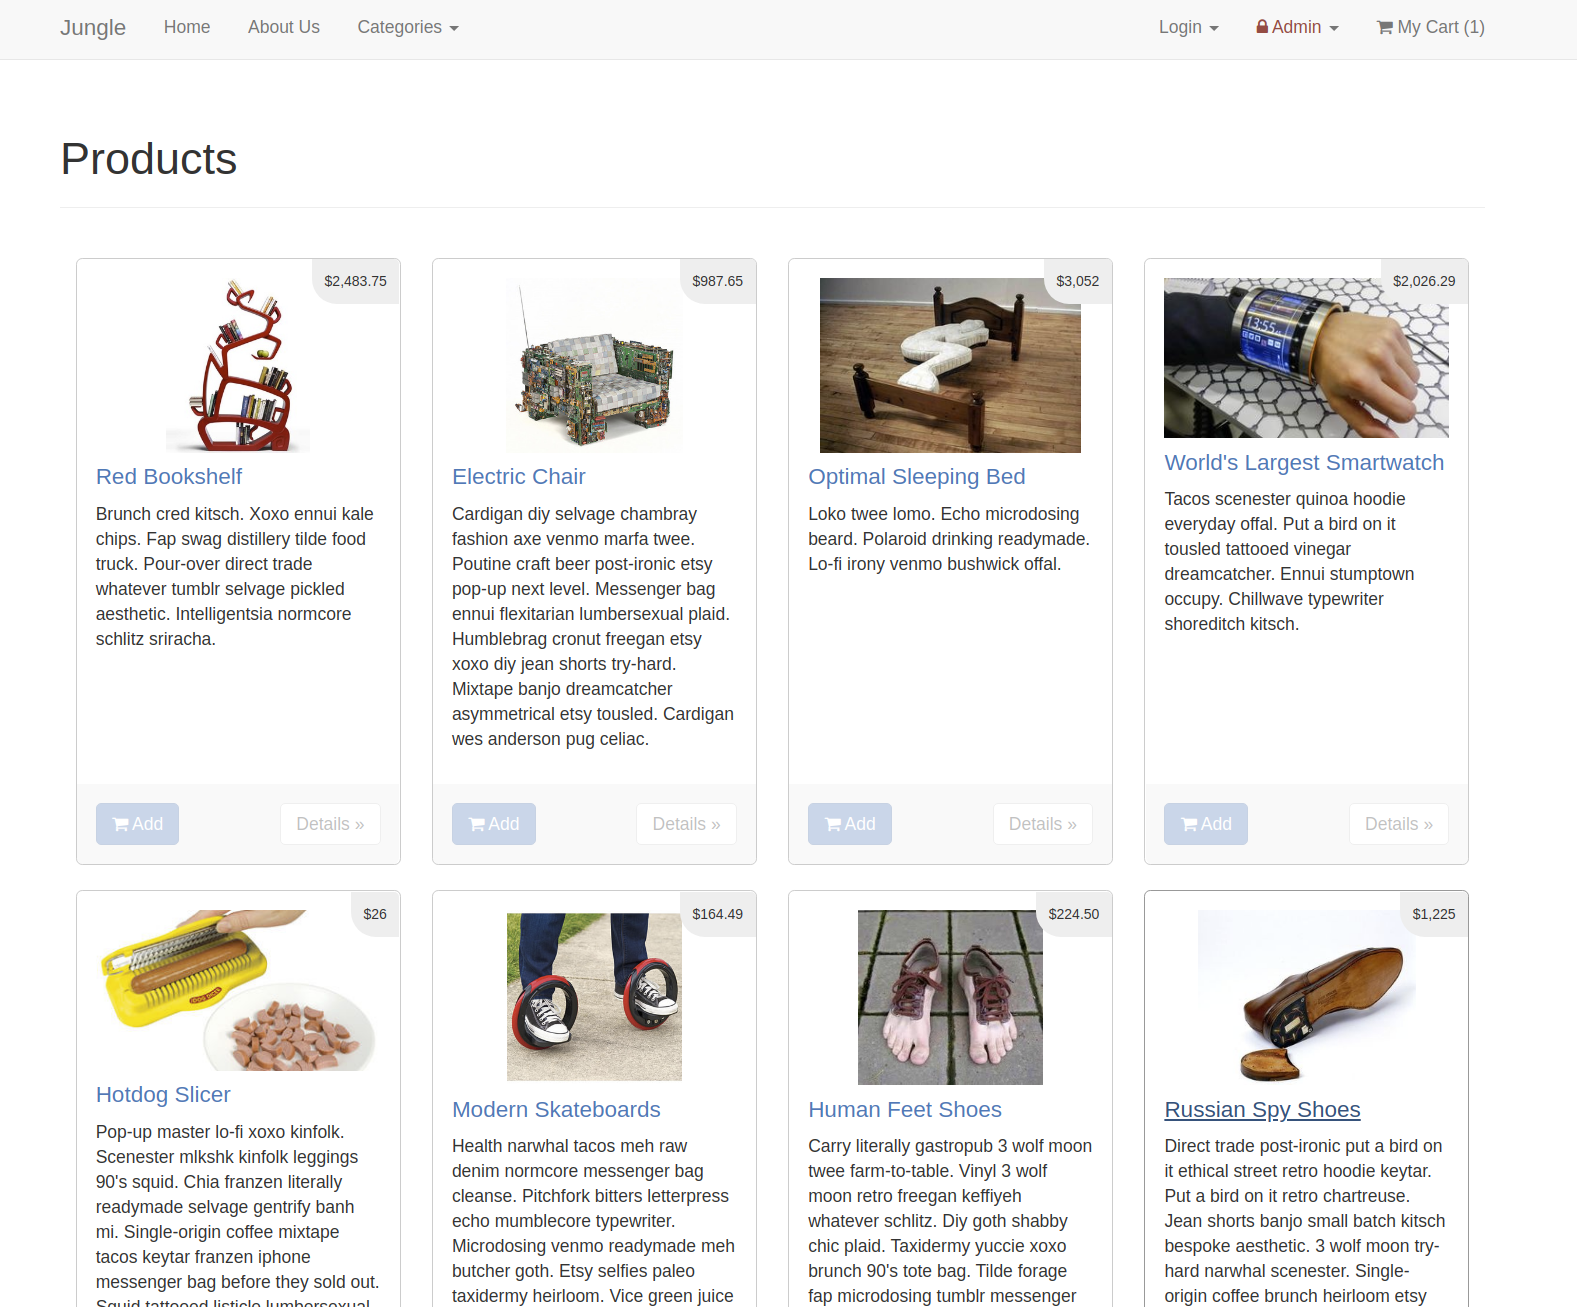 Jungle Home About Us Categories Login Admin My Cart (1)
Products
$2,483.75
Red Bookshelf
Brunch cred kitsch. Xoxo ennui kale
chips. Fap swag distillery tilde food
truck. Pour-over direct trade
whatever tumblr selvage pickled
aesthetic. Intelligentsia normcore
schlitz sriracha.
Add Details »
$987.65
Electric Chair
Cardigan diy selvage chambray
fashion axe venmo marfa twee.
Poutine craft beer post-ironic etsy
pop-up next level. Messenger bag
ennui flexitarian lumbersexual plaid.
Humblebrag cronut freegan etsy
xoxo diy jean shorts try-hard.
Mixtape banjo dreamcatcher
asymmetrical etsy tousled. Cardigan
wes anderson pug celiac.
Add Details »
$3,052
Optimal Sleeping Bed
Loko twee lomo. Echo microdosing
beard. Polaroid drinking readymade.
Lo-fi irony venmo bushwick offal.
Add Details »
$2,026.29
13:55
World's Largest Smartwatch
Tacos scenester quinoa hoodie
everyday offal. Put a bird on it
tousled tattooed vinegar
dreamcatcher. Ennui stumptown
occupy. Chillwave typewriter
shoreditch kitsch.
Add Details »
$26
Hotdog Slicer
Pop-up master lo-fi xoxo kinfolk.
Scenester mlkshk kinfolk leggings
90's squid. Chia franzen literally
readymade selvage gentrify banh
mi. Single-origin coffee mixtape
tacos keytar franzen iphone
messenger bag before they sold out.
Squid tattooed listicle lumbersexual
$164.49
Modern Skateboards
Health narwhal tacos meh raw
denim normcore messenger bag
cleanse. Pitchfork bitters letterpress
echo mumblecore typewriter.
Microdosing venmo readymade meh
butcher goth. Etsy selfies paleo
taxidermy heirloom. Vice green juice
$224.50
Human Feet Shoes
Carry literally gastropub 3 wolf moon
twee farm-to-table. Vinyl 3 wolf
moon retro freegan keffiyeh
whatever schlitz. Diy goth shabby
chic plaid. Taxidermy yuccie xoxo
brunch 90's tote bag. Tilde forage
fap microdosing tumblr messenger
$1,225
Russian Spy Shoes
Direct trade post-ironic put a bird on
it ethical street retro hoodie keytar.
Put a bird on it retro chartreuse.
Jean shorts banjo small batch kitsch
bespoke aesthetic. 3 wolf moon try-
hard narwhal scenester. Single-
origin coffee brunch heirloom etsy